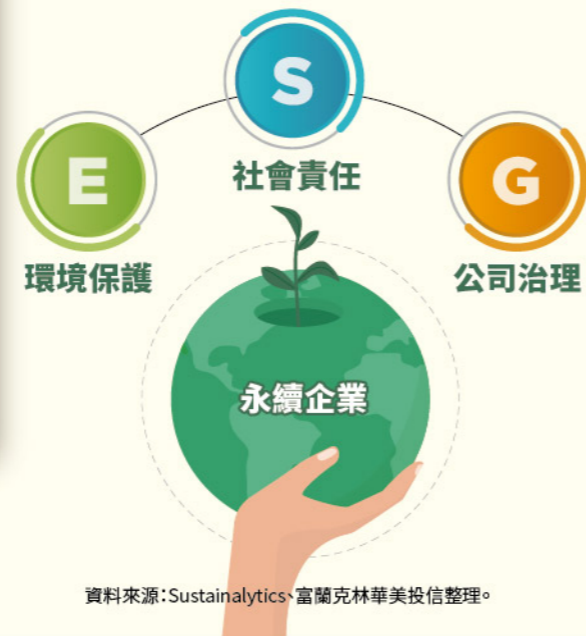 S
社會責任
E
環境保護
G
公司治理
永續企業
資料來源：Sustainalytics、富蘭克林華美投信整理。